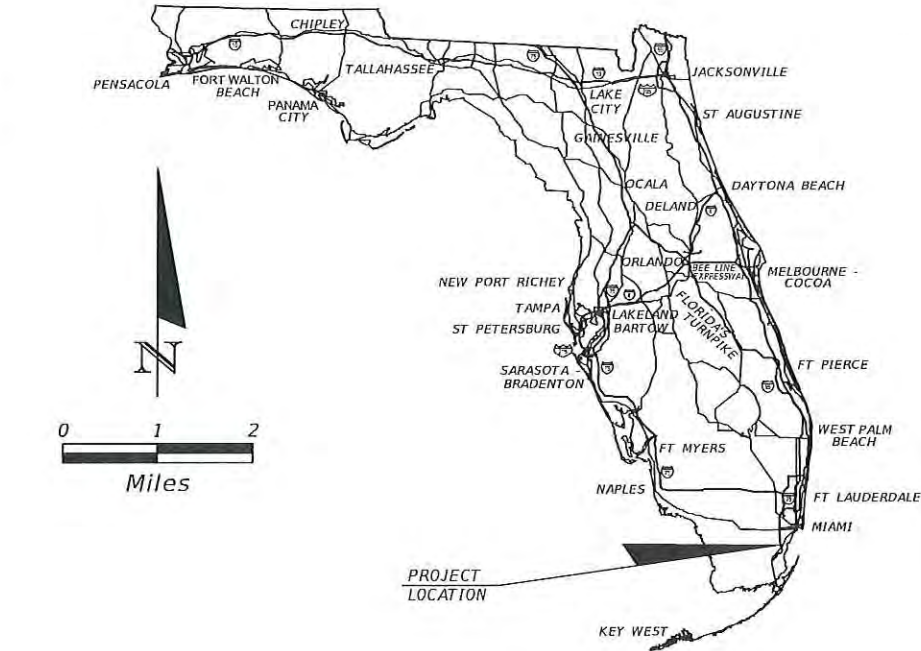 CHIPLEY
PENSACOLA
FORT WALTON
BEACH
PANAMA
CITY
TALLAHASSEE
LAKE
CITY
JACKSONVILLE
ST AUGUSTINE
GAINESVILLE
OCALA
DELAND
DAYTONA BEACH
ORLANDO
BEE LINE
EXPRESSWAY
MELBOURNE -
COCOA
NEW PORT RICHEY
TAMPA
ST PETERSBURG
LAKELAND
BARTOW
FLORIDA'S
TURNPIKE
SARASOTA -
BRADENTON
FT PIERCE
WEST PALM
BEACH
FT MYERS
NAPLES
FT LAUDERDALE
MIAMI
N
0 1 2
Miles
PROJECT
LOCATION
KEY WEST